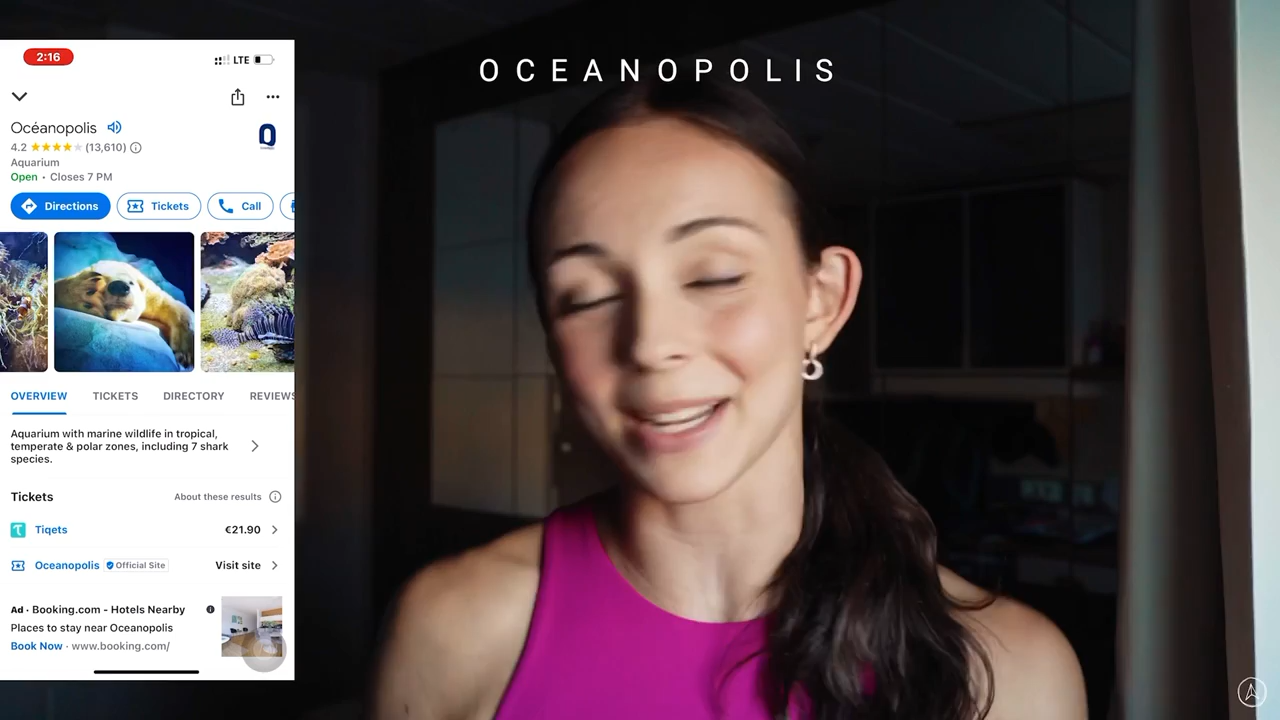 OCEANOPOLIS
2:16
LTE
Océanopolis
4.2 (13,610)
Aquarium
Open · Closes 7 PM
Directions Tickets Call
OVERVIEW TICKETS DIRECTORY REVIEWS
Aquarium with marine wildlife in tropical,
temperate & polar zones, including 7 shark
species.
Tickets About these results
Tiqets €21.90
Oceanopolis Official Site Visit site
Ad · Booking.com - Hotels Nearby
Places to stay near Oceanopolis
Book Now · www.booking.com/